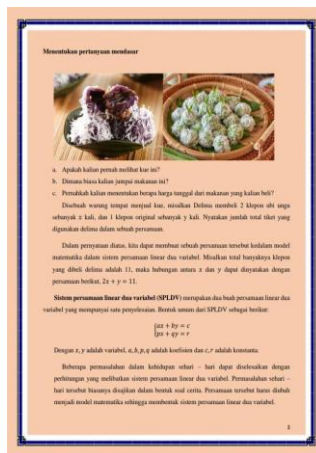 Menentukan pertanyaan mendasar
a. Apakah kalian pernah melihat kue ini?
b. Dimana biasa kalian jumpai makanan ini?
c. Pernahkah kalian menentukan berapa harga tanggal dari makanan yang kalian beli?
Disebuah warung tempat menjual kue, misalkan Delima membeli 2 klepon ubi ungu
sebanyak x kali, dan 1 klepon original sebanyak y kali. Nyatakan jumlah total tiket yang
digunakan delima dalam sebuah persamaan.
Dalam pernyataan diatas, kita dapat membuat sebuah persamaan tersebut kedalam model
matematika dalam sistem persamaan linear dua variabel. Misalkan total banyaknya klepon
yang dibeli delima adalah 11, maka hubungan antara x dan y dapat dinyatakan dengan
persamaan berikut, 2x + y = 11.
Sistem persamaan linear dua variabel (SPLDV) merupakan dua buah persamaan linear dua
variabel yang mempunyai satu penyelesaian. Bentuk umum dari SPLDV sebagai berikut:
{ax + by = c
{px + qy = r
Dengan x, y adalah variabel, a, b, p, q adalah koefisien dan c, r adalah konstanta.
Beberapa permasalahan dalam kehidupan sehari – hari dapat diselesaikan dengan
perhitungan yang melibatkan sistem persamaan linear dua variabel. Permasalahan sehari –
hari tersebut biasanya disajikan dalam bentuk soal cerita. Persamaan tersebut harus diubah
menjadi model matematika sehingga membentuk sistem persamaan linear dua variabel.
3